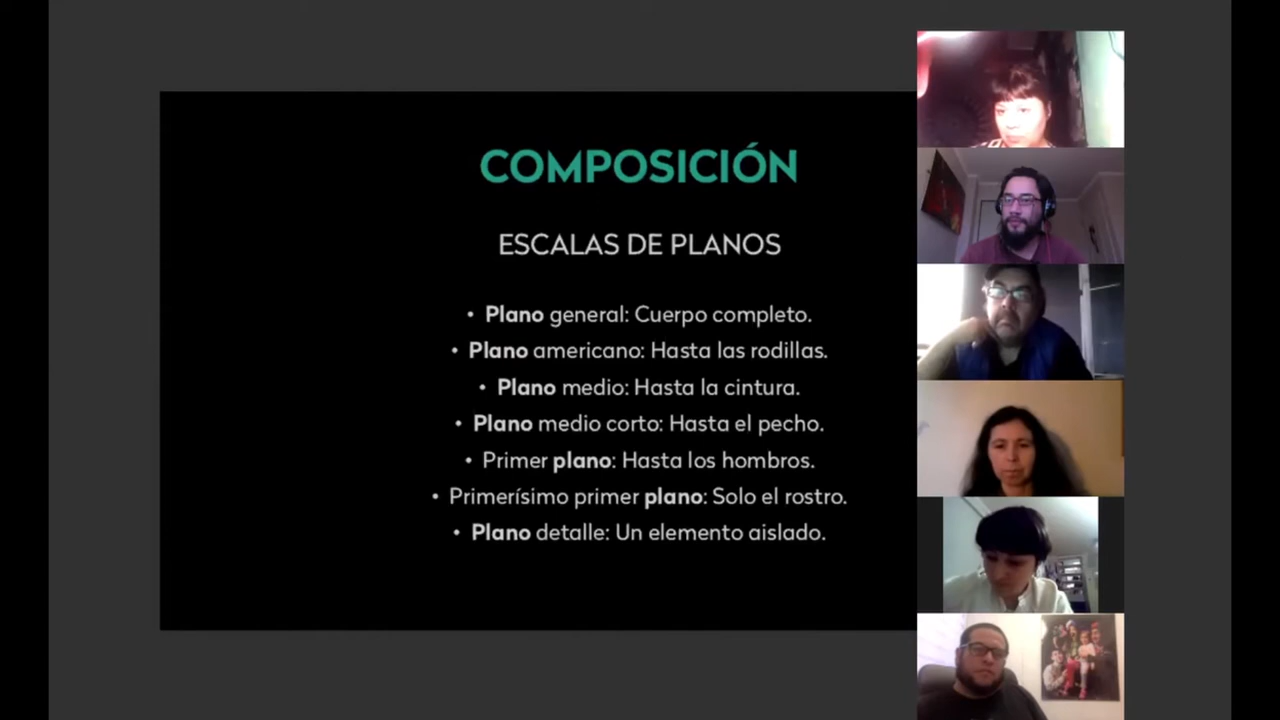 COMPOSICIÓN
ESCALAS DE PLANOS
• Plano general: Cuerpo completo.
• Plano americano: Hasta las rodillas.
• Plano medio: Hasta la cintura.
• Plano medio corto: Hasta el pecho.
• Primer plano: Hasta los hombros.
• Primerísimo primer plano: Solo el rostro.
• Plano detalle: Un elemento aislado.